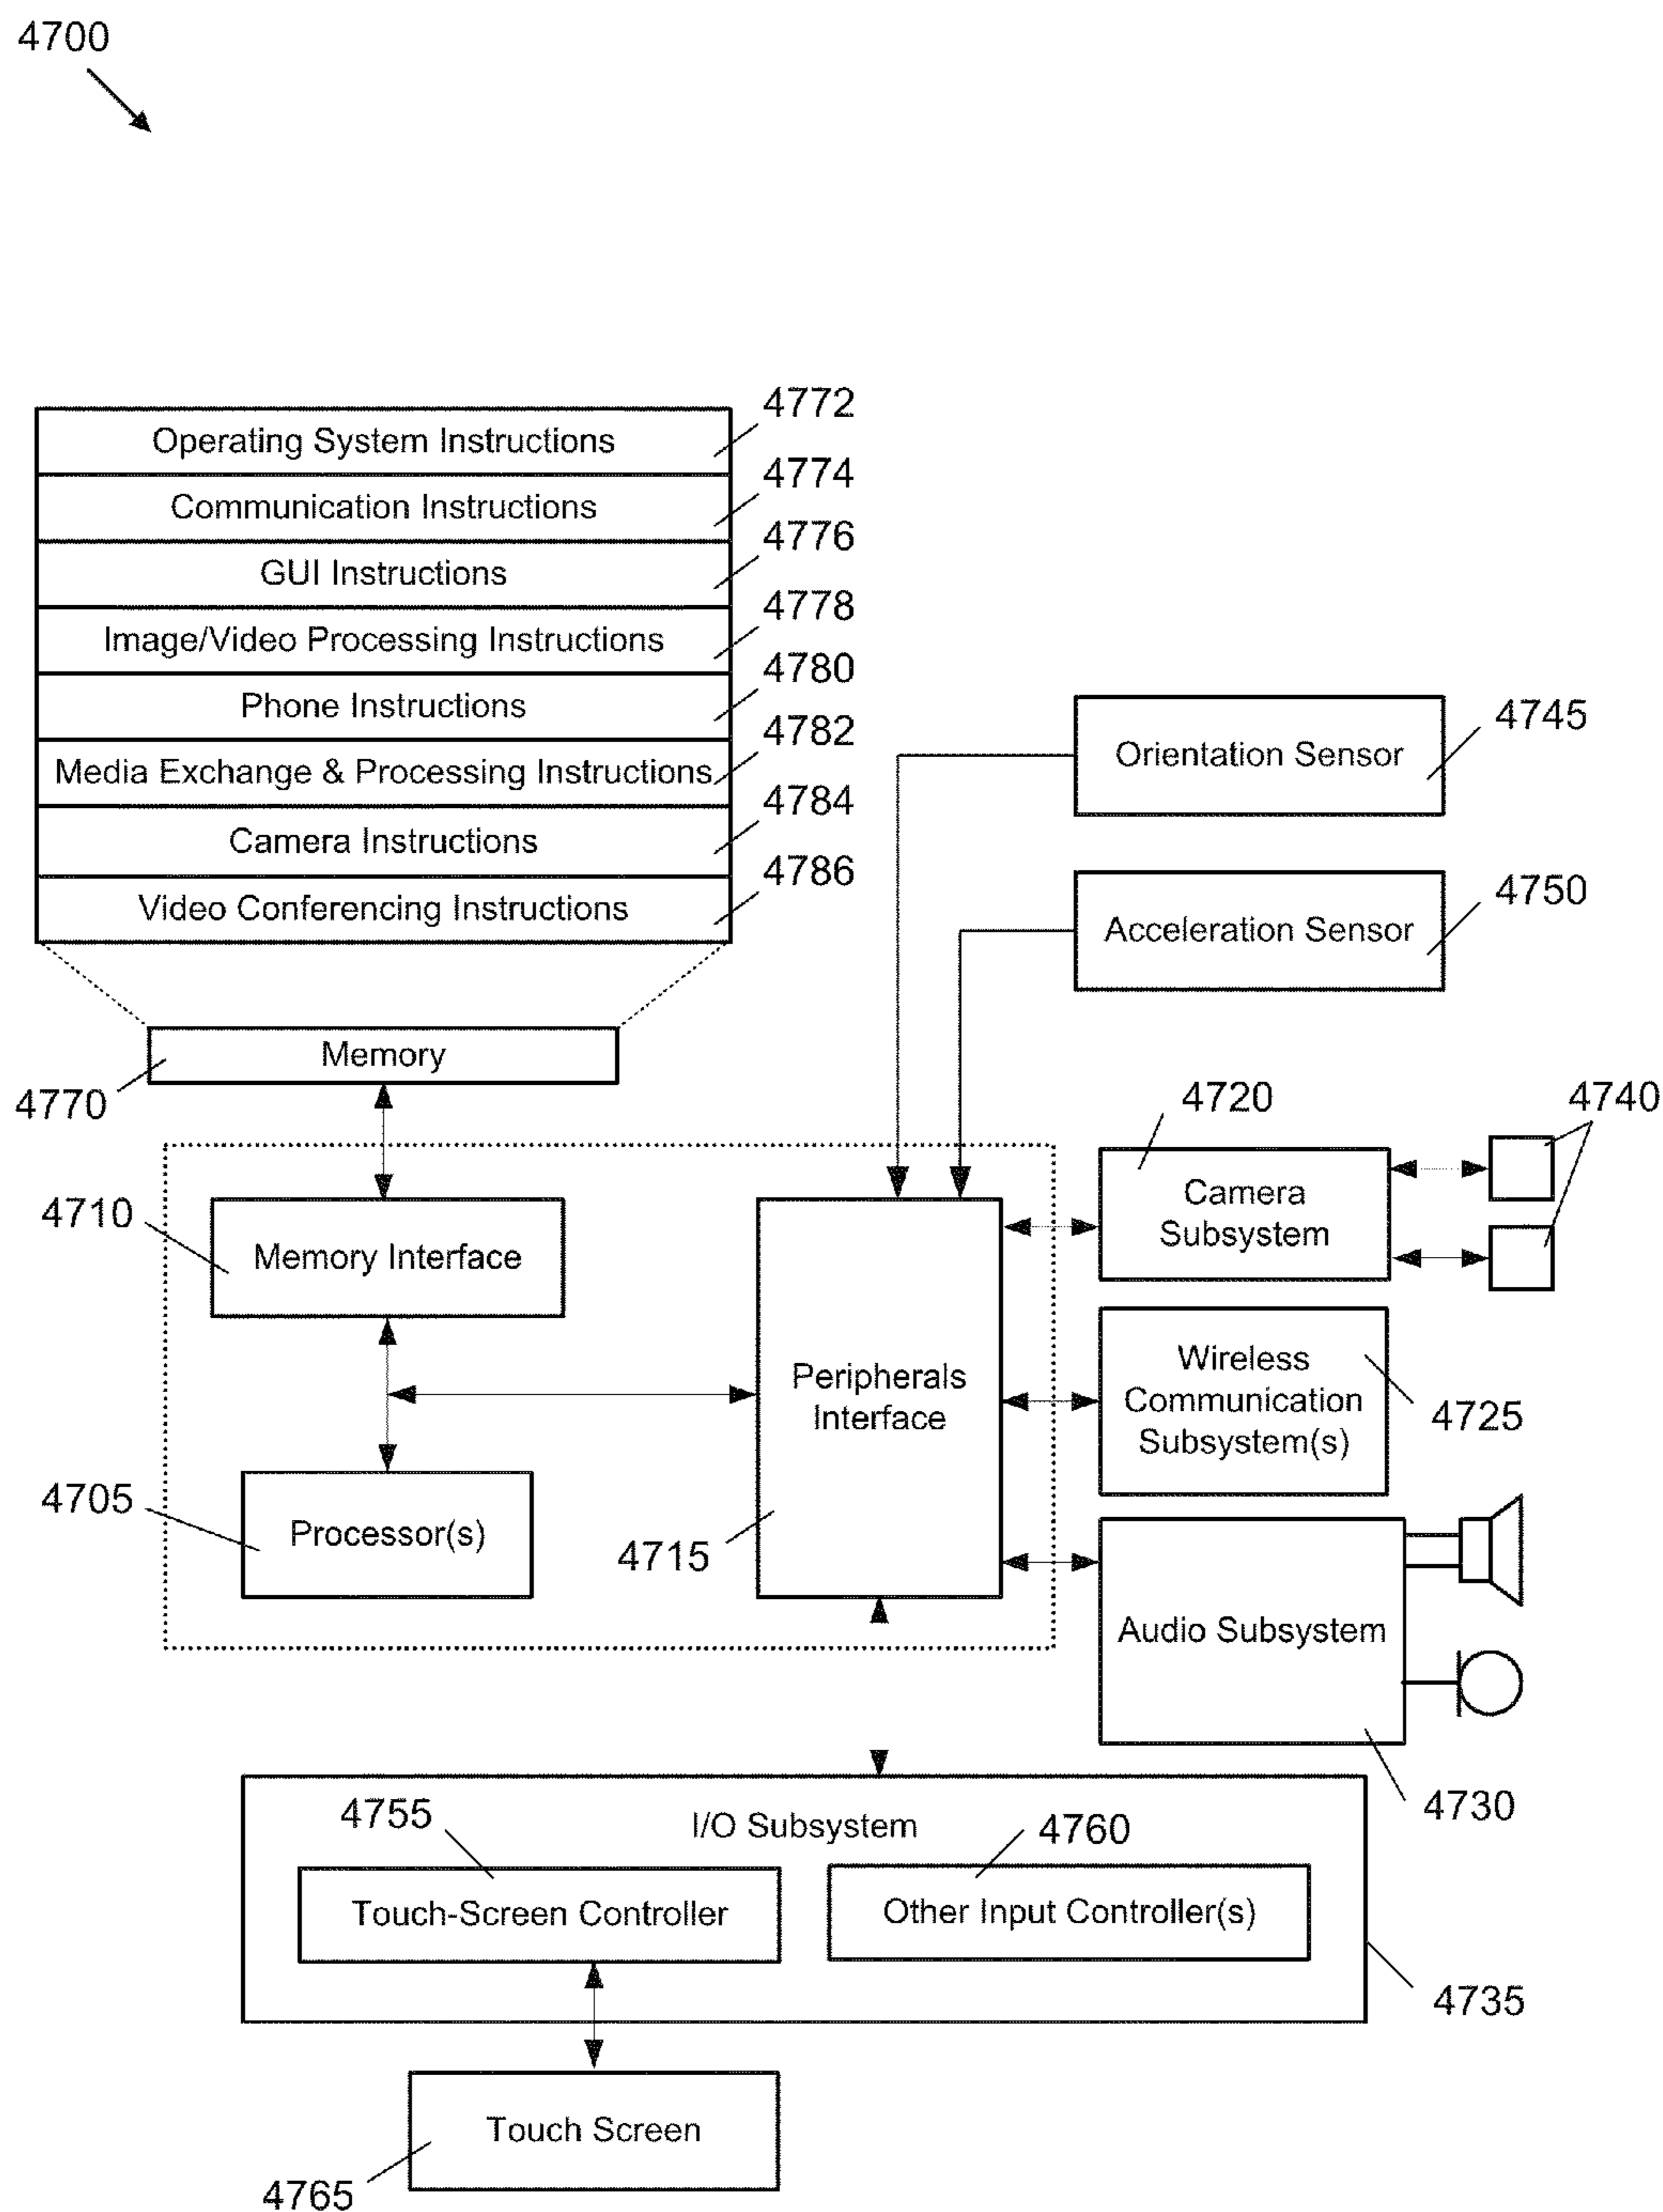 4700
4772
Operating System Instructions
4774
Communication Instructions
4776
GUI Instructions
4778
Image/Video Processing Instructions
4780
Phone Instructions
4782
Media Exchange & Processing Instructions
4784
Camera Instructions
4786
Video Conferencing Instructions
4745
Orientation Sensor
4750
Acceleration Sensor
Memory
4770
4720
4740
Camera
Subsystem
4710
Memory Interface
Peripherals
Interface
4715
Wireless
Communication
Subsystem(s)
4725
4705
Processor(s)
Audio Subsystem
4730
I/O Subsystem
4755
4760
Touch-Screen Controller
Other Input Controller(s)
4735
Touch Screen
4765